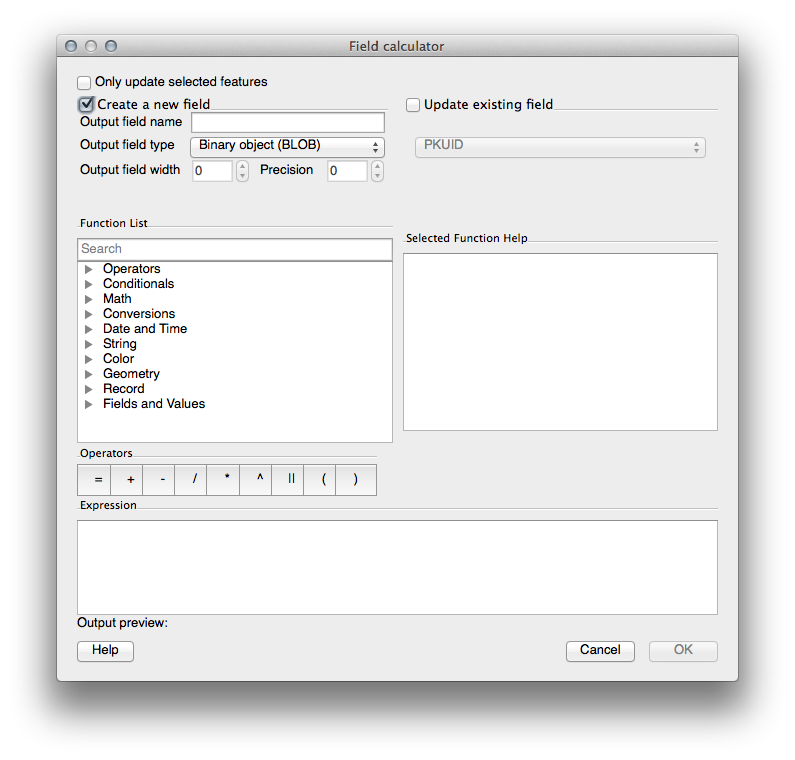 Field calculator
Only update selected features
Create a new field
Update existing field
Output field name
Output field type Binary object (BLOB)
PKUID
Output field width 0 Precision 0
Function List
Selected Function Help
Search
Operators
Conditionals
Math
Conversions
Date and Time
String
Color
Geometry
Record
Fields and Values
Operators
= + - / * ^ || ( )
Expression
Output preview:
Help Cancel OK